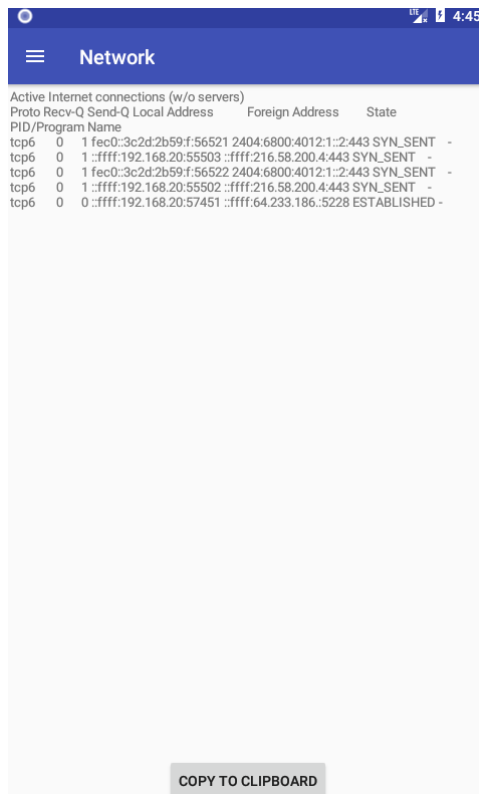 LTE 4:45
Network
Active Internet connections (w/o servers)
Proto Recv-Q Send-Q Local Address Foreign Address State
PID/Program Name
tcp6 0 1 fec0::3c2d:2b59:f:56521 2404:6800:4012:1::2:443 SYN_SENT -
tcp6 0 1 ::ffff:192.168.20:55503 ::ffff:216.58.200.4:443 SYN_SENT -
tcp6 0 1 fec0::3c2d:2b59:f:56522 2404:6800:4012:1::2:443 SYN_SENT -
tcp6 0 1 ::ffff:192.168.20:55502 ::ffff:216.58.200.4:443 SYN_SENT -
tcp6 0 0 ::ffff:192.168.20:57451 ::ffff:64.233.186.:5228 ESTABLISHED -
COPY TO CLIPBOARD